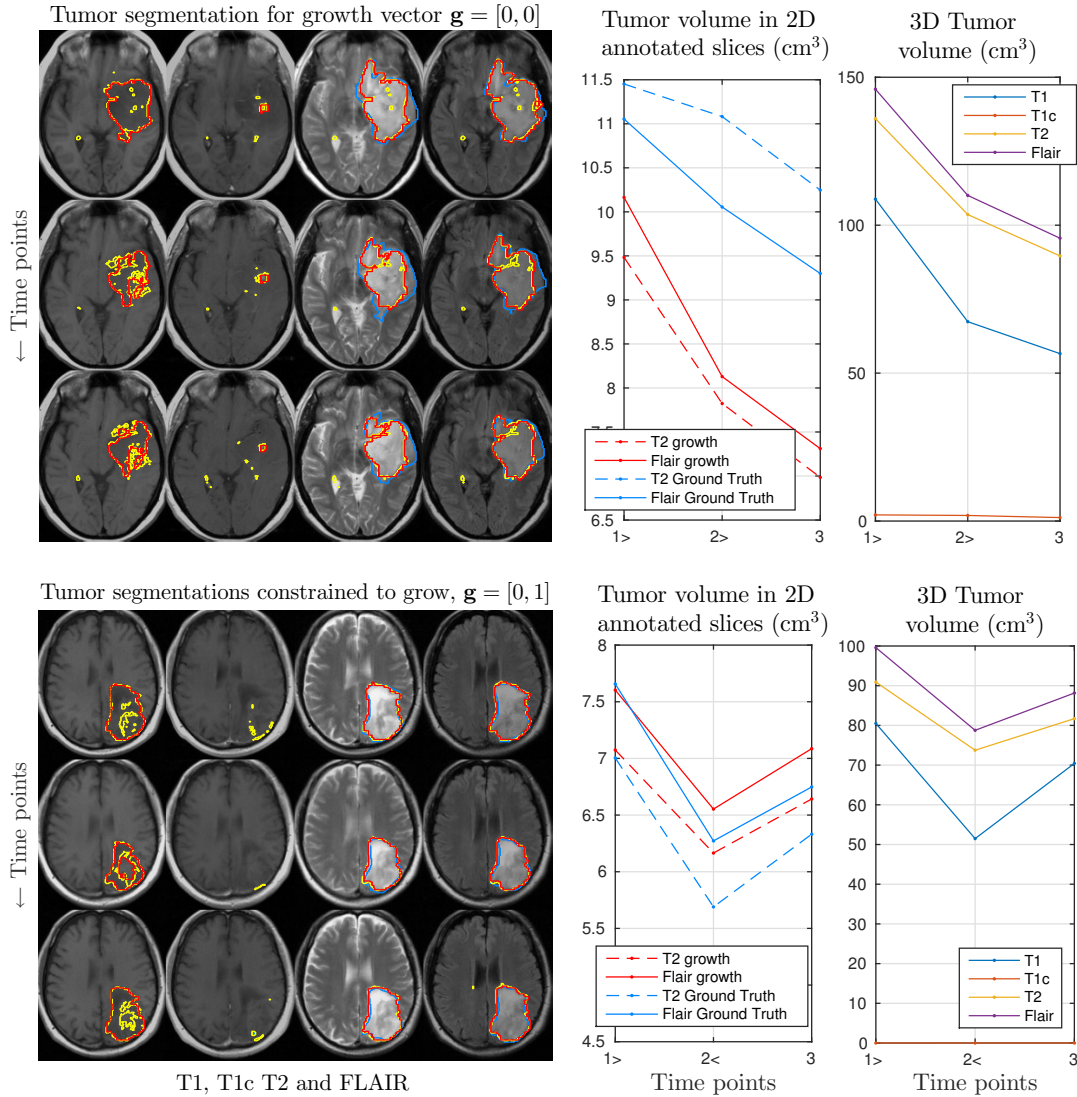 Tumor segmentation for growth vector g = [0, 0]
← Time points
Tumor volume in 2D
annotated slices (cm³)
11.5
11
10.5
10
9.5
9
8.5
8
7.5
6.5
T2 growth
Flair growth
T2 Ground Truth
Flair Ground Truth
1>
2>
3
3D Tumor
volume (cm³)
150
100
50
0
T1
T1c
T2
Flair
1>
2>
3
Tumor segmentations constrained to grow, g = [0, 1]
← Time points
T1, T1c T2 and FLAIR
Tumor volume in 2D
annotated slices (cm³)
8
7.5
7
6.5
6
5.5
4.5
T2 growth
Flair growth
T2 Ground Truth
Flair Ground Truth
1>
2<
3
Time points
3D Tumor
volume (cm³)
100
90
80
70
60
50
40
30
20
10
0
T1
T1c
T2
Flair
1>
2<
3
Time points